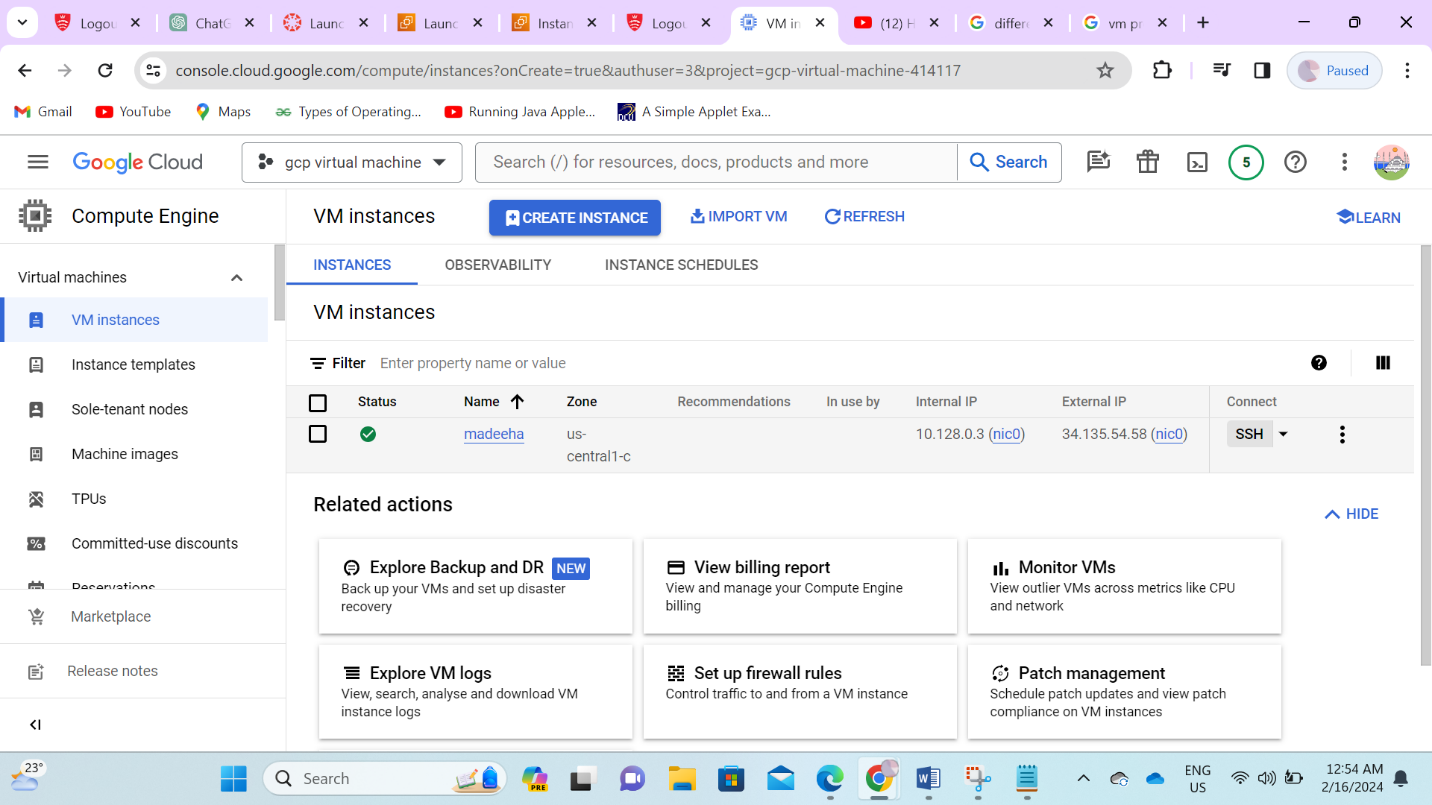 Logou
ChatG
Launc
Launc
Instan
Logou
VM in
(12) H
differe
vm pr
console.cloud.google.com/compute/instances?onCreate=true&authuser=3&project=gcp-virtual-machine-414117
Paused
Gmail
YouTube
Maps
Types of Operating...
Running Java Apple...
A Simple Applet Exa...
Google Cloud
gcp virtual machine
Search (/) for resources, docs, products and more
Search
5
Compute Engine
VM instances
CREATE INSTANCE
IMPORT VM
REFRESH
LEARN
Virtual machines
VM instances
Instance templates
Sole-tenant nodes
Machine images
TPUs
Committed-use discounts
Reservations
Marketplace
Release notes
INSTANCES
OBSERVABILITY
INSTANCE SCHEDULES
VM instances
Filter Enter property name or value
Status Name Zone Recommendations In use by Internal IP External IP Connect
madeeha us- 10.128.0.3 (nic0) 34.135.54.58 (nic0) SSH
central1-c
Related actions
HIDE
Explore Backup and DR NEW
Back up your VMs and set up disaster
recovery
View billing report
View and manage your Compute Engine
billing
Monitor VMs
View outlier VMs across metrics like CPU
and network
Explore VM logs
View, search, analyse and download VM
instance logs
Set up firewall rules
Control traffic to and from a VM instance
Patch management
Schedule patch updates and view patch
compliance on VM instances
23°
Search
PRE
ENG
US
12:54 AM
2/16/2024